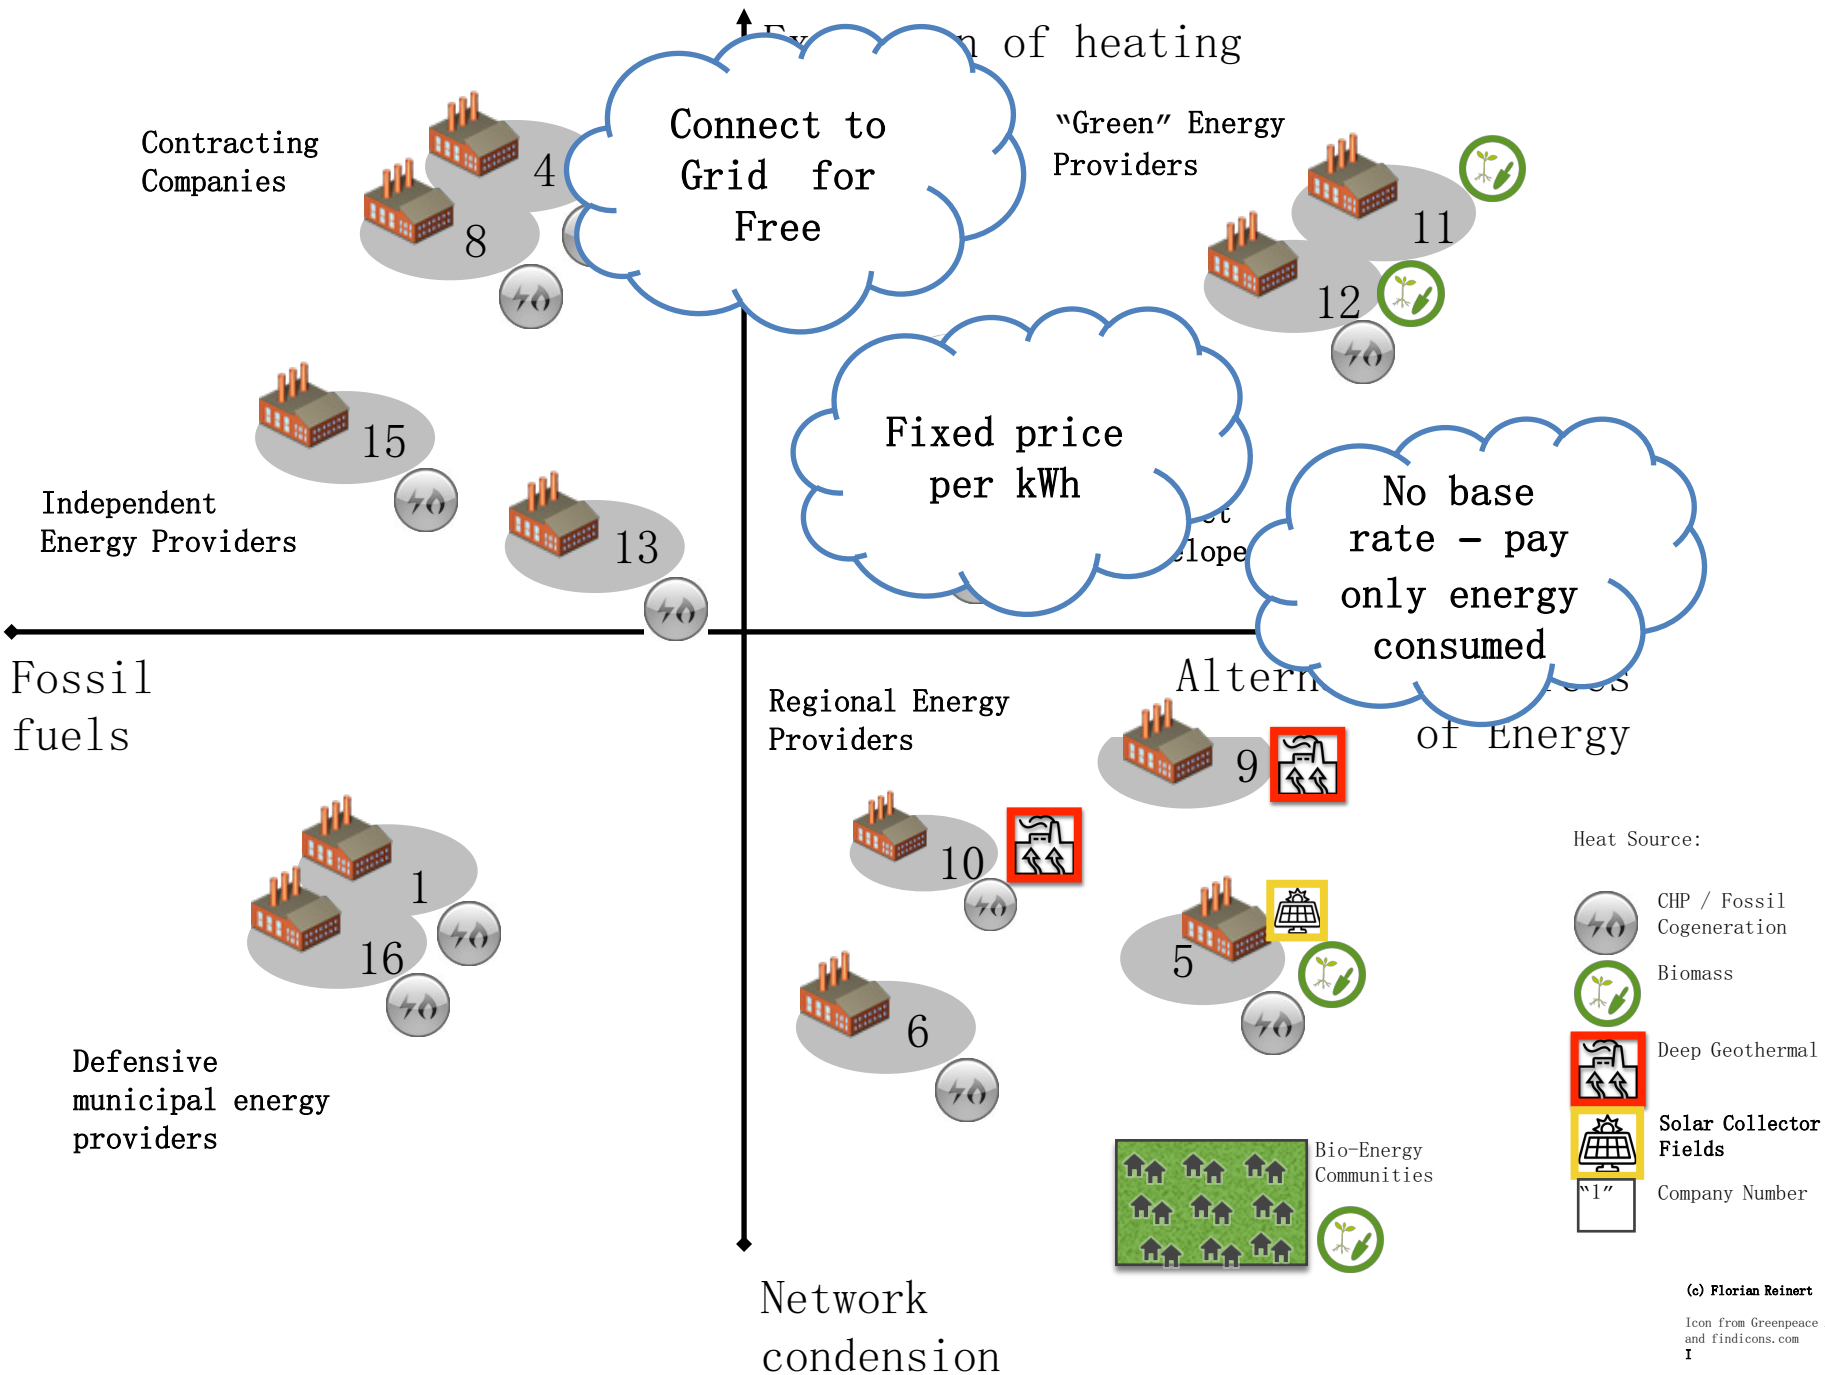 of heating
Connect to
Grid for
Free
"Green" Energy
Providers
Contracting
Companies
4
8
11
12
15
13
Independent
Energy Providers
Fixed price
per kWh
No base
rate – pay
only energy
consumed
Fossil
fuels
of Energy
Regional Energy
Providers
9
10
5
6
1
16
Defensive
municipal energy
providers
Bio-Energy
Communities
Heat Source:
CHP / Fossil
Cogeneration
Biomass
Deep Geothermal
Solar Collector
Fields
"1"
Company Number
Network
condension
(c) Florian Reinert
Icon from Greenpeace
and findicons.com
I